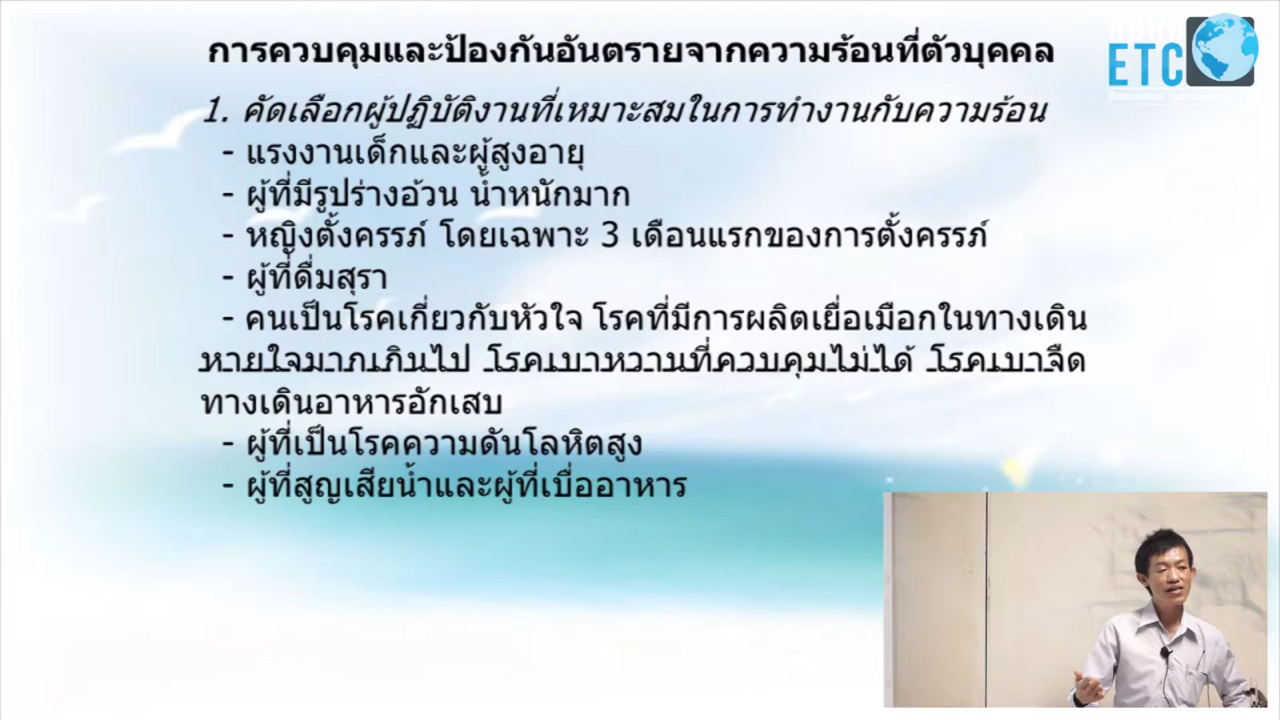 การควบคุมและป้องกันอันตรายจากความร้อนที่ตัวบุคคล
1. คัดเลือกผู้ปฏิบัติงานที่เหมาะสมในการทำงานกับความร้อน
- แรงงานเด็กและผู้สูงอายุ
- ผู้ที่มีรูปร่างอ้วน น้ำหนักมาก
- หญิงตั้งครรภ์ โดยเฉพาะ 3 เดือนแรกของการตั้งครรภ์
- ผู้ที่ดื่มสุรา
- คนเป็นโรคเกี่ยวกับหัวใจ โรคที่มีการผลิตเยื่อเมือกในทางเดิน
หายใจมากเกินไป โรคเบาหวานที่ควบคุมไม่ได้ โรคเบาจืด
ทางเดินอาหารอักเสบ
- ผู้ที่เป็นโรคความดันโลหิตสูง
- ผู้ที่สูญเสียน้ำและผู้ที่เบื่ออาหาร
ETC